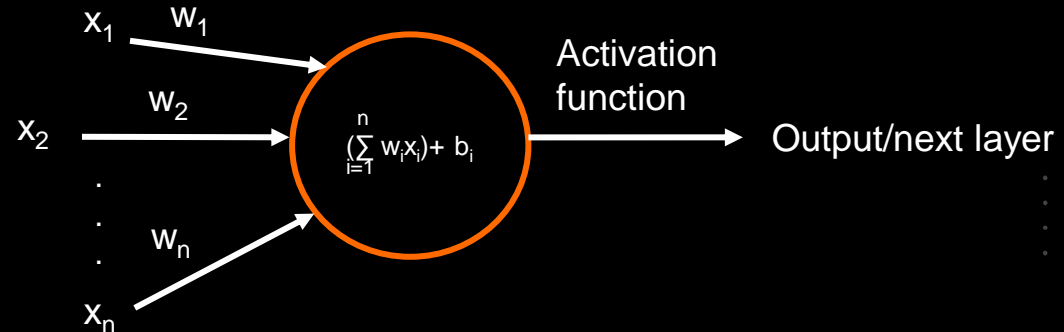 x₁
w₁
Activation
function
w₂
x₂
n
(∑ wᵢxᵢ)+ bᵢ
i=1
Output/next layer
.
.
.
wₙ
xₙ